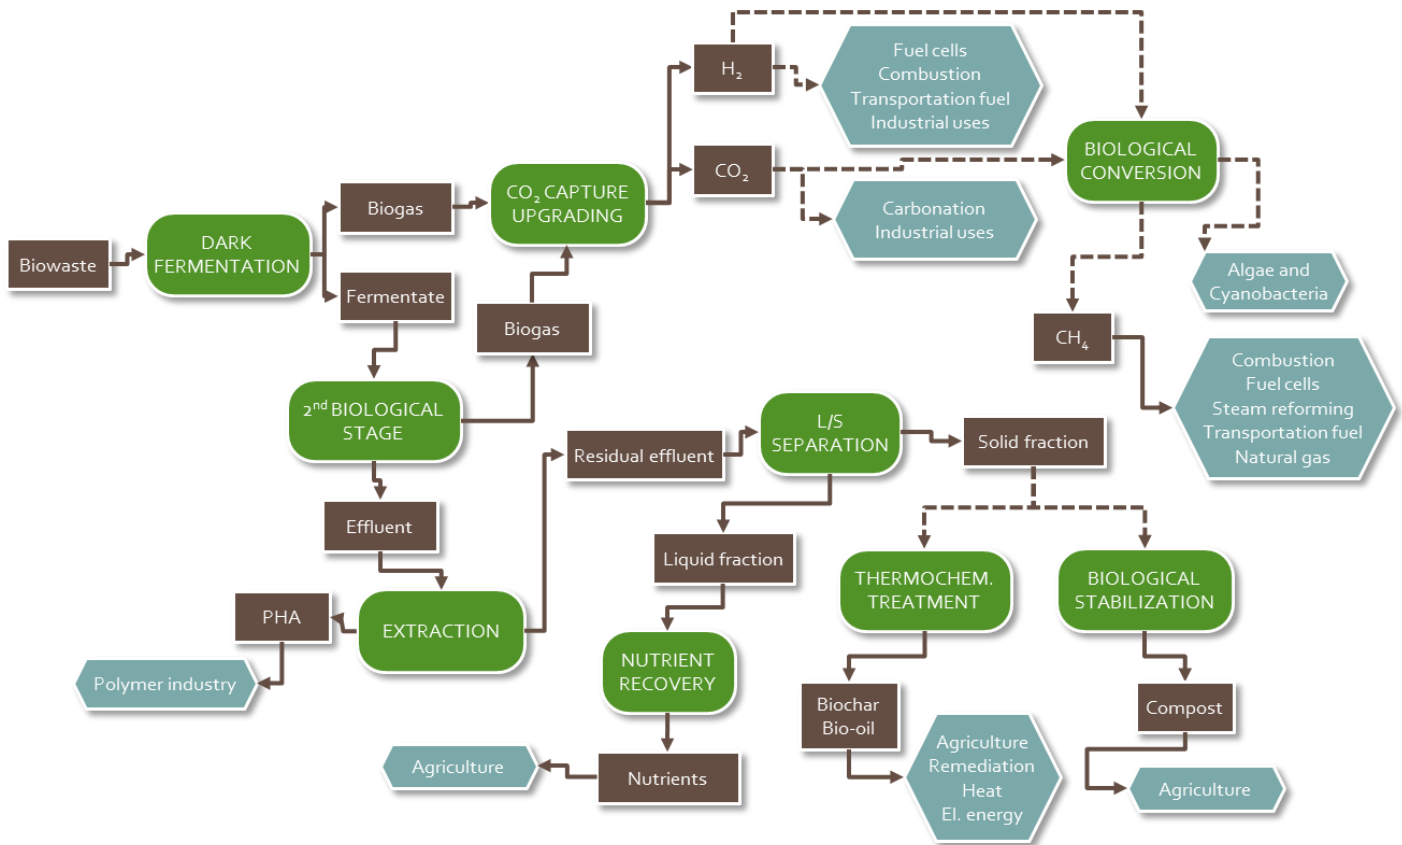 H₂
Fuel cells
Combustion
Transportation fuel
Industrial uses
CO₂
BIOLOGICAL
CONVERSION
CO₂ CAPTURE
UPGRADING
Biogas
DARK
FERMENTATION
Biowaste
Fermentate
Carbonation
Industrial uses
Algae and
Cyanobacteria
Biogas
CH₄
Combustion
Fuel cells
Steam reforming
Transportation fuel
Natural gas
2nd BIOLOGICAL
STAGE
Residual effluent
L/S
SEPARATION
Solid fraction
Effluent
Liquid fraction
THERMOCHEM.
TREATMENT
BIOLOGICAL
STABILIZATION
PHA
EXTRACTION
Polymer industry
NUTRIENT
RECOVERY
Biochar
Bio-oil
Compost
Agriculture
Nutrients
Agriculture
Remediation
Heat
El. energy
Agriculture